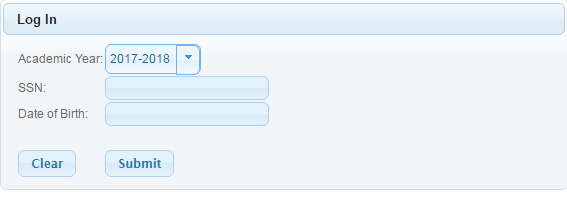 Log In
Academic Year: 2017-2018
SSN:
Date of Birth:
Clear Submit